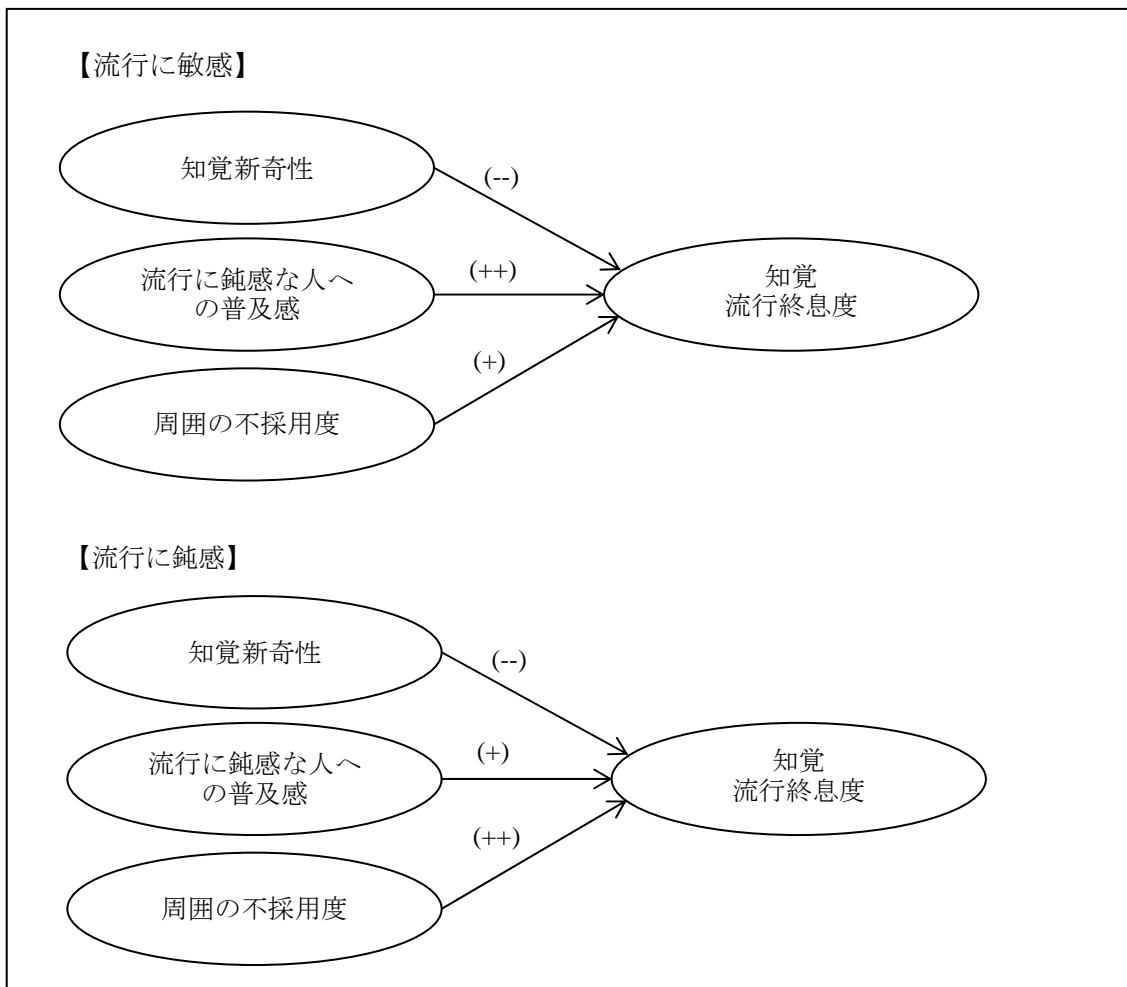 【流行に敏感】
知覚新奇性
(--)
流行に鈍感な人へ
の普及感
(++)
知覚
流行終息度
周囲の不採用度
(+)
【流行に鈍感】
知覚新奇性
(--)
流行に鈍感な人へ
の普及感
(+)
知覚
流行終息度
周囲の不採用度
(++)